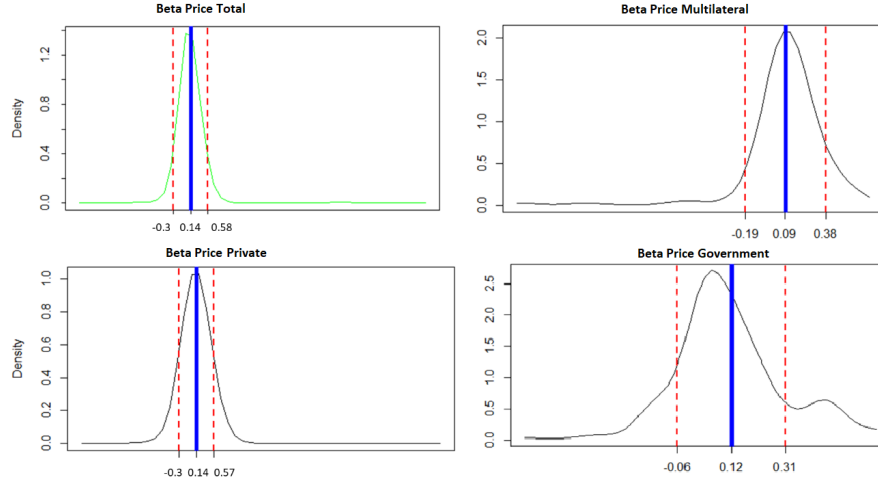 Beta Price Total
Density
0.0 0.4 0.8 1.2
-0.3 0.14 0.58
Beta Price Multilateral
0.0 0.5 1.0 1.5 2.0
-0.19 0.09 0.38
Beta Price Private
Density
0.0 0.2 0.4 0.6 0.8 1.0
-0.3 0.14 0.57
Beta Price Government
0.0 0.5 1.0 1.5 2.0 2.5
-0.06 0.12 0.31